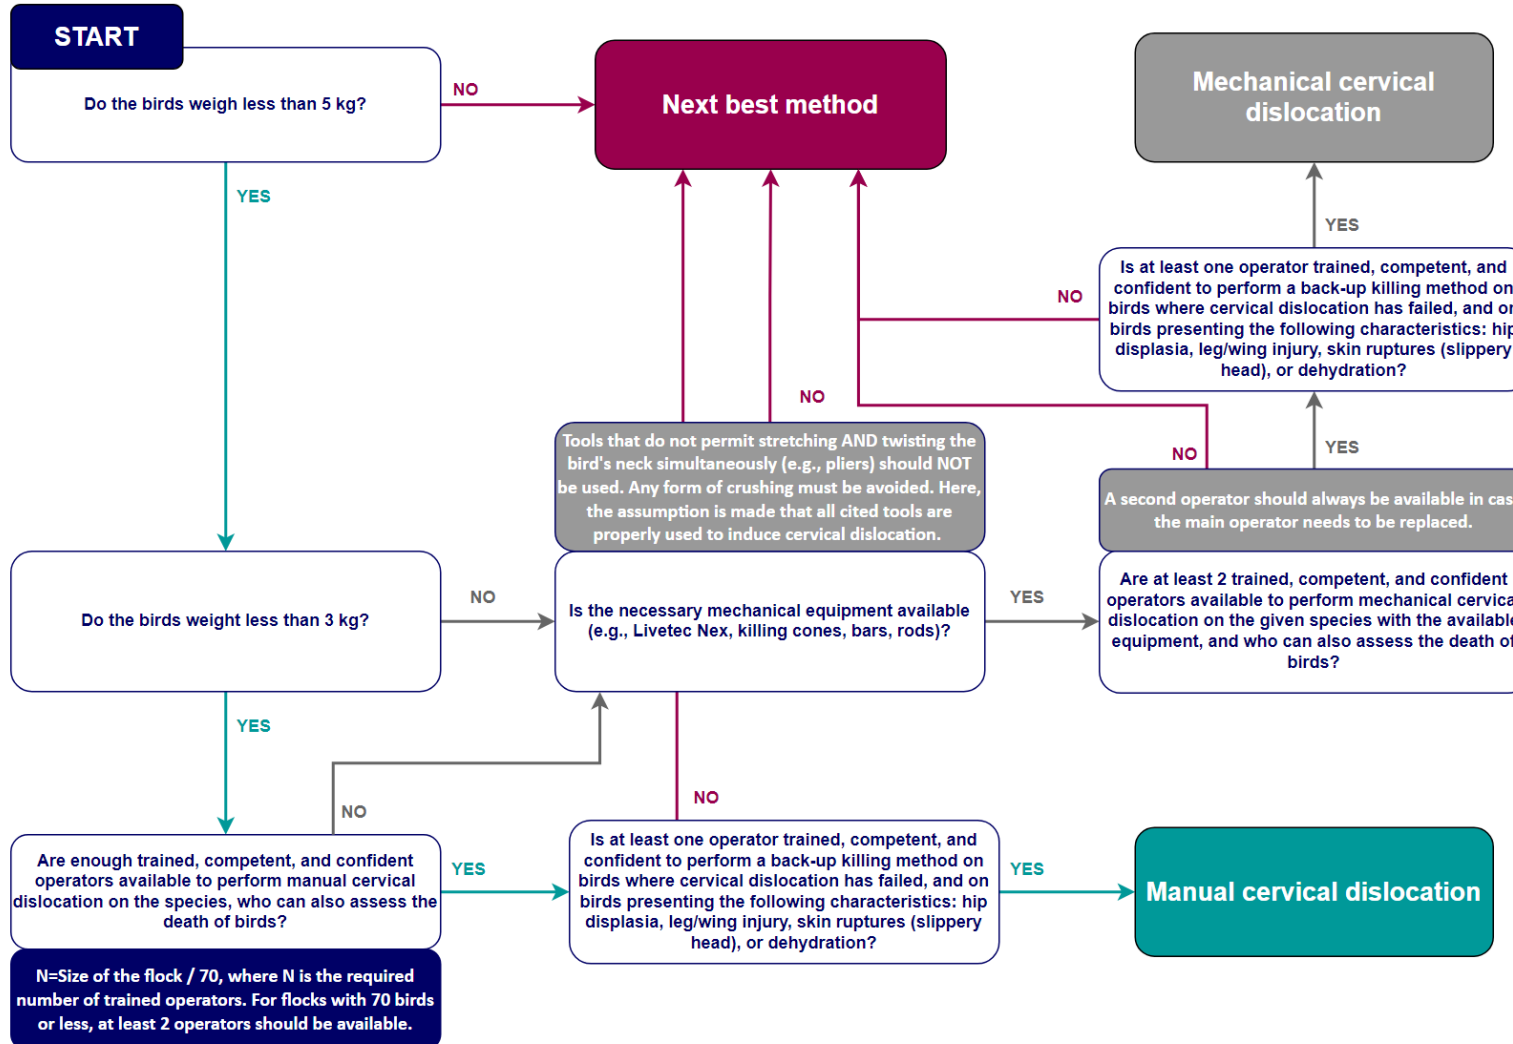 START
Do the birds weigh less than 5 kg?
NO
Next best method
Mechanical cervical
dislocation
YES
YES
Is at least one operator trained, competent, and
confident to perform a back-up killing method on
birds where cervical dislocation has failed, and on
birds presenting the following characteristics: hip
displasia, leg/wing injury, skin ruptures (slippery
head), or dehydration?
NO
NO
YES
NO
Tools that do not permit stretching AND twisting the
bird's neck simultaneously (e.g., pliers) should NOT
be used. Any form of crushing must be avoided. Here,
the assumption is made that all cited tools are
properly used to induce cervical dislocation.
A second operator should always be available in cas
the main operator needs to be replaced.
Do the birds weight less than 3 kg?
NO
Is the necessary mechanical equipment available
(e.g., Livetec Nex, killing cones, bars, rods)?
YES
Are at least 2 trained, competent, and confident
operators available to perform mechanical cervica
dislocation on the given species with the available
equipment, and who can also assess the death of
birds?
YES
NO
NO
Are enough trained, competent, and confident
operators available to perform manual cervical
dislocation on the species, who can also assess the
death of birds?
YES
Is at least one operator trained, competent, and
confident to perform a back-up killing method on
birds where cervical dislocation has failed, and on
birds presenting the following characteristics: hip
displasia, leg/wing injury, skin ruptures (slippery
head), or dehydration?
YES
Manual cervical dislocation
N=Size of the flock / 70, where N is the required
number of trained operators. For flocks with 70 birds
or less, at least 2 operators should be available.